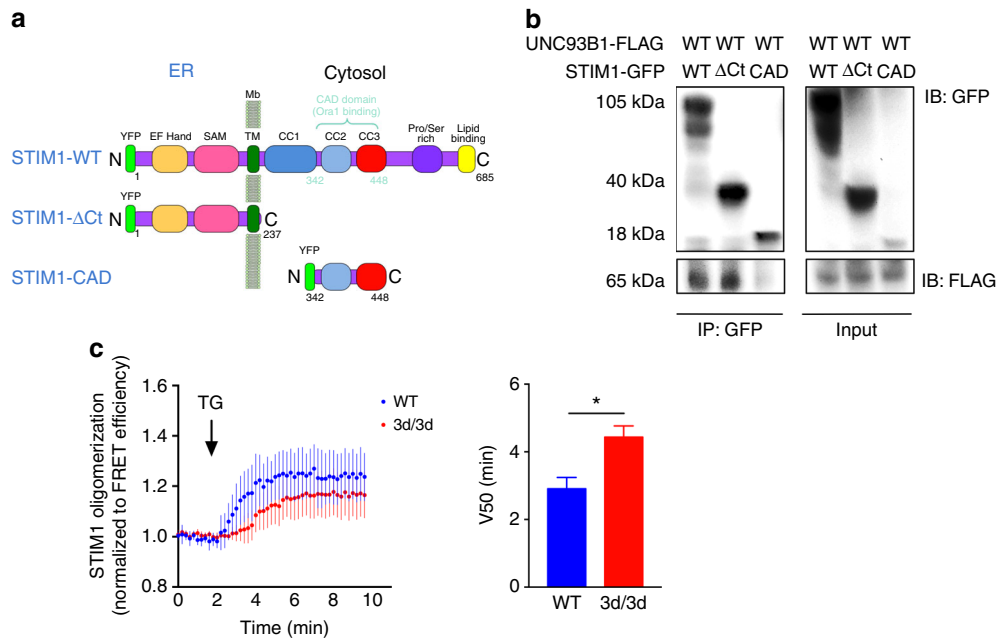 a
ER
Cytosol
Mb
CAD domain
(Ora1 binding)
YFP EF Hand SAM TM CC1 CC2 CC3 Pro/Ser rich Lipid binding
STIM1-WT N C
1 342 448 685
YFP
STIM1-ΔCt N C
1 237
YFP
STIM1-CAD N C
342 448
b
UNC93B1-FLAG WT WT WT WT WT WT
STIM1-GFP WT ΔCt CAD WT ΔCt CAD
105 kDa
IB: GFP
40 kDa
18 kDa
65 kDa
IB: FLAG
IP: GFP Input
c
STIM1 oligomerization
(normalized to FRET efficiency)
1.6
1.4
1.2
1.0
0.8
TG
WT
3d/3d
0 2 4 6 8 10
Time (min)
V50 (min)
6
4
2
0
*
WT 3d/3d